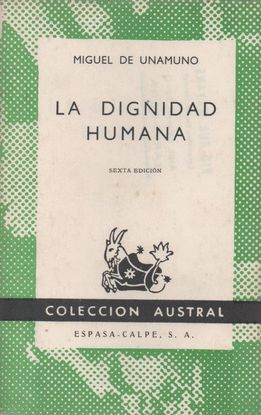 MIGUEL DE UNAMUNO
LA DIGNIDAD
HUMANA
SEXTA EDICIÓN
COLECCION AUSTRAL
ESPASA-CALPE, S. A.